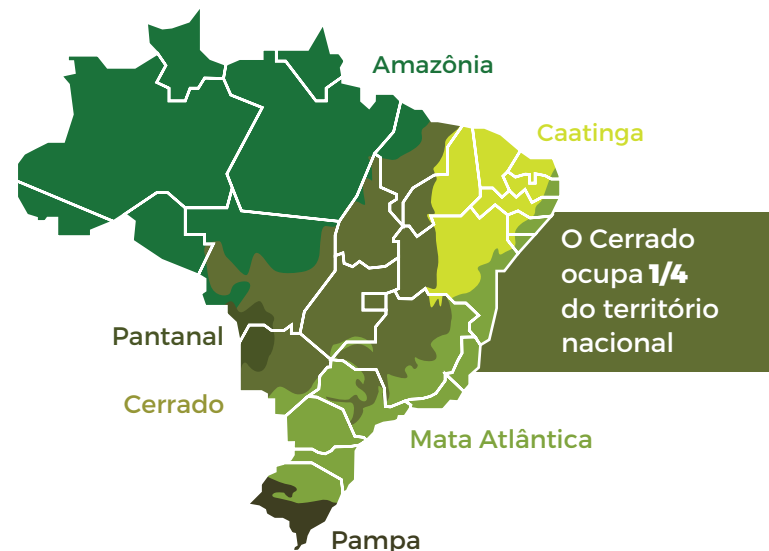 Amazônia
Caatinga
O Cerrado
ocupa 1/4
do território
nacional
Pantanal
Cerrado
Mata Atlântica
Pampa